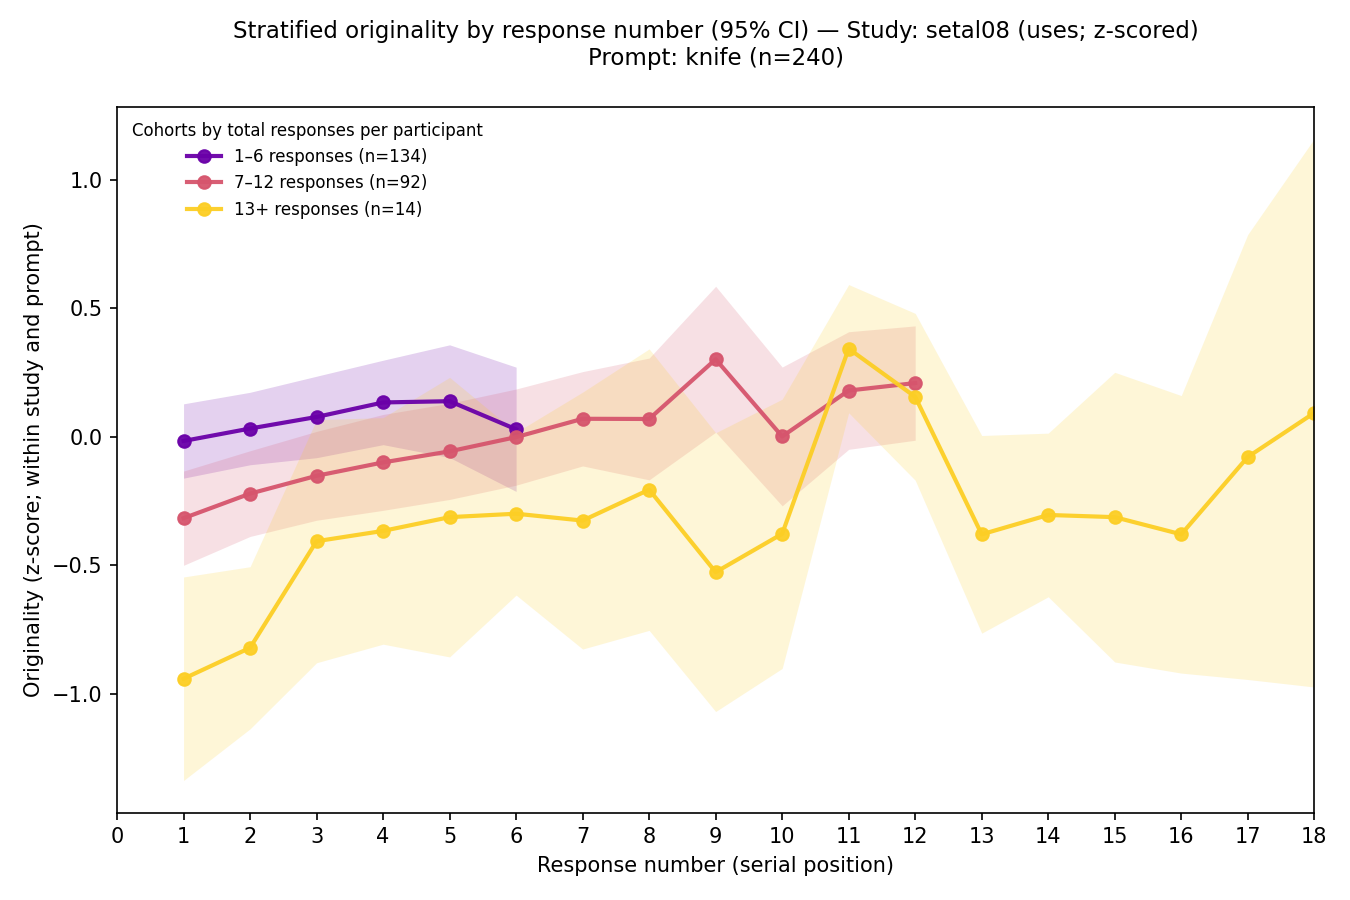 Stratified originality by response number (95% CI) — Study: setal08 (uses; z-scored)
Prompt: knife (n=240)
Cohorts by total responses per participant
1–6 responses (n=134)
7–12 responses (n=92)
13+ responses (n=14)
Originality (z-score; within study and prompt)
1.0
0.5
0.0
−0.5
−1.0
0 1 2 3 4 5 6 7 8 9 10 11 12 13 14 15 16 17 18
Response number (serial position)